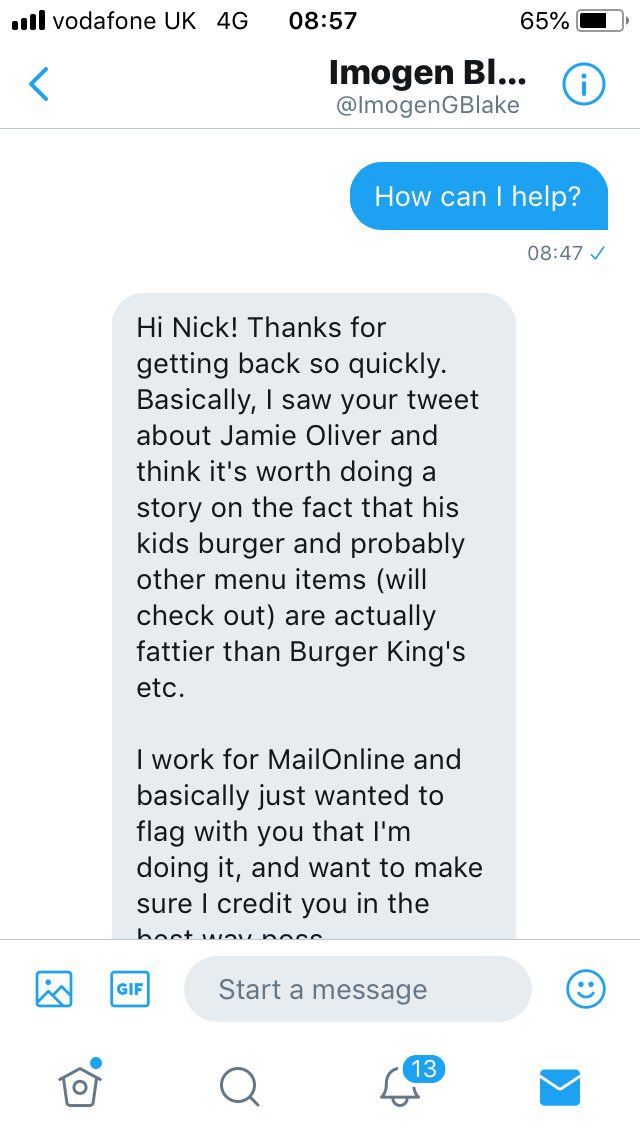 vodafone UK 4G 08:57 65%
Imogen Bl...
@ImogenGBlake
How can I help?
08:47
Hi Nick! Thanks for
getting back so quickly.
Basically, I saw your tweet
about Jamie Oliver and
think it's worth doing a
story on the fact that his
kids burger and probably
other menu items (will
check out) are actually
fattier than Burger King's
etc.
I work for MailOnline and
basically just wanted to
flag with you that I'm
doing it, and want to make
sure I credit you in the
best way poss
GIF
Start a message
13